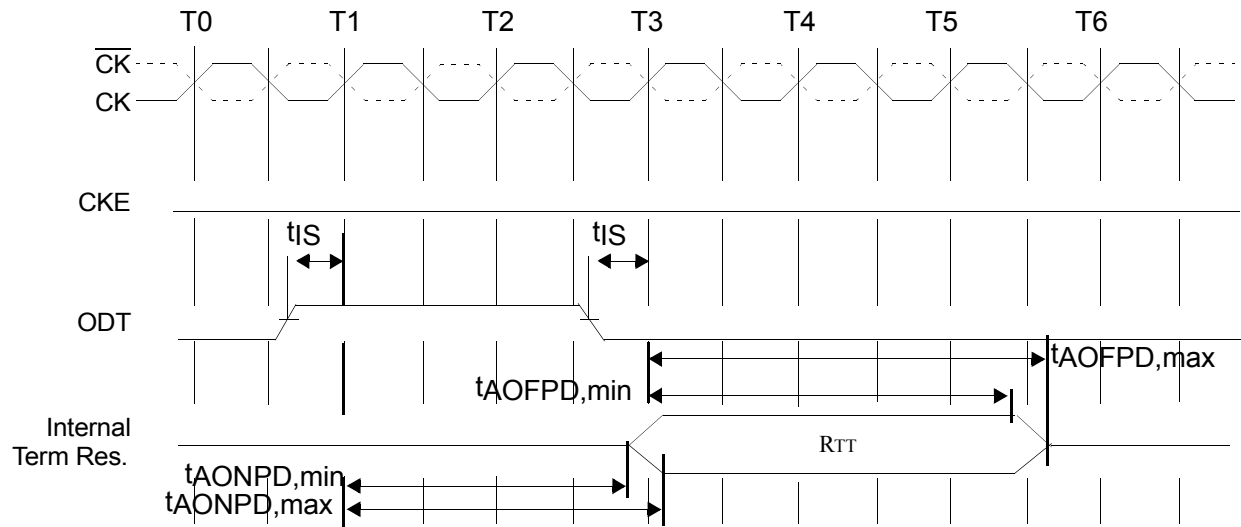 T0 T1 T2 T3 T4 T5 T6
CK
CK
CKE
tIS tIS
ODT
tAOFPD,max
tAOFPD,min
Internal
Term Res.
RTT
tAONPD,min
tAONPD,max